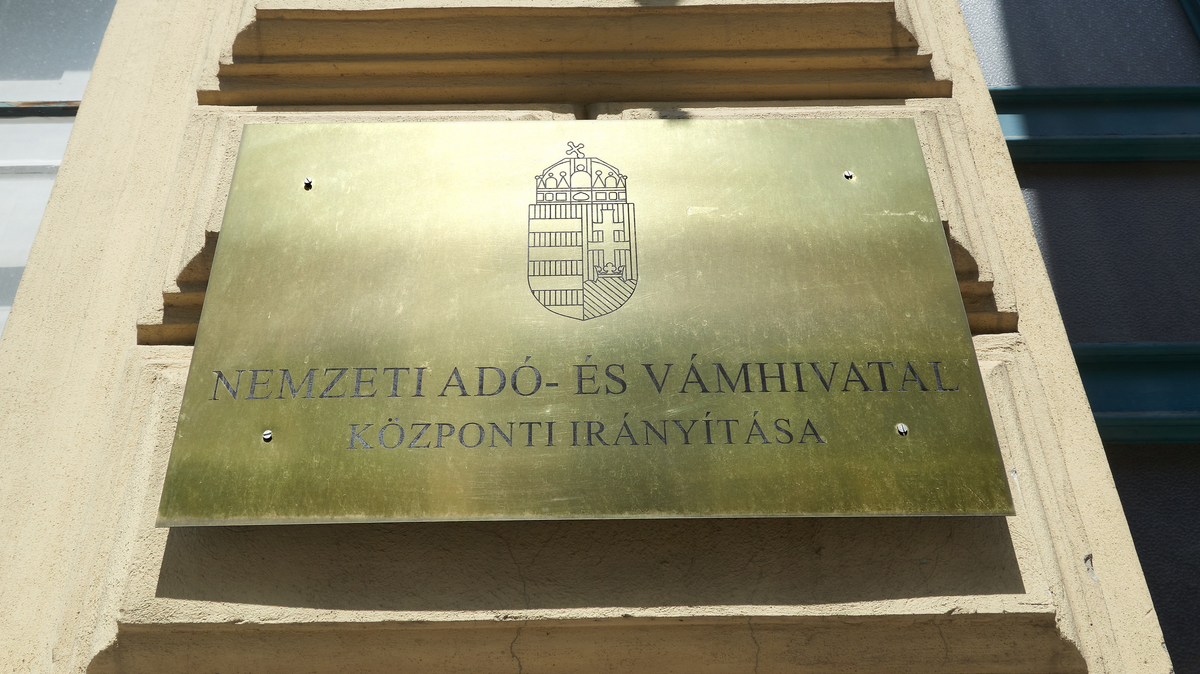 NEMZETI ADÓ- ÉS VÁMHIVATAL
KÖZPONTI IRÁNYÍTÁSA